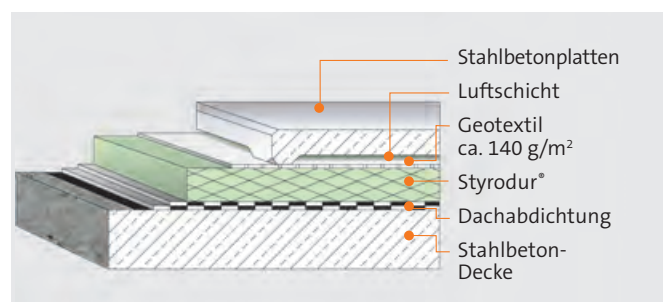 Stahlbetonplatten
Luftschicht
Geotextil
ca. 140 g/m²
Styrodur®
Dachabdichtung
Stahlbeton-
Decke